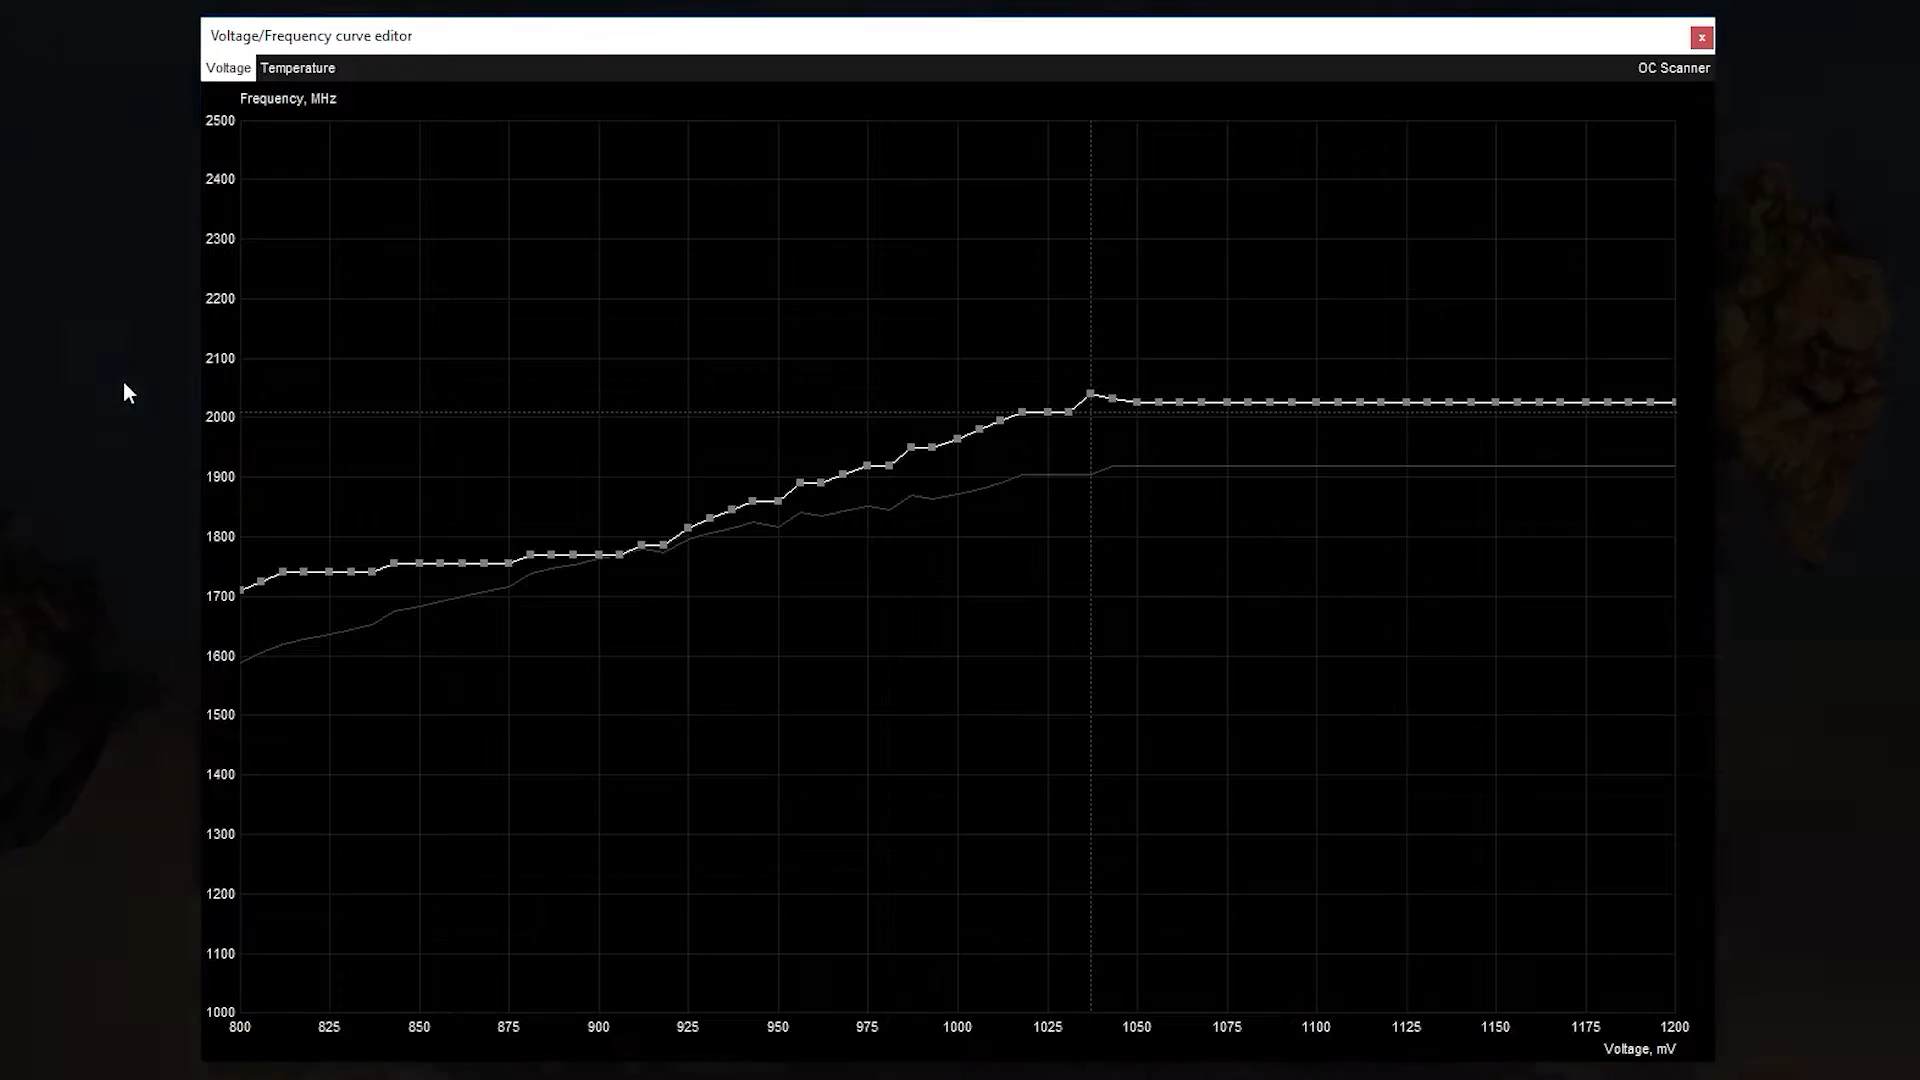 Voltage/Frequency curve editor
x
Voltage Temperature OC Scanner
Frequency, MHz
2500
2400
2300
2200
2100
2000
1900
1800
1700
1600
1500
1400
1300
1200
1100
1000
800 825 850 875 900 925 950 975 1000 1025 1050 1075 1100 1125 1150 1175 1200
Voltage, mV